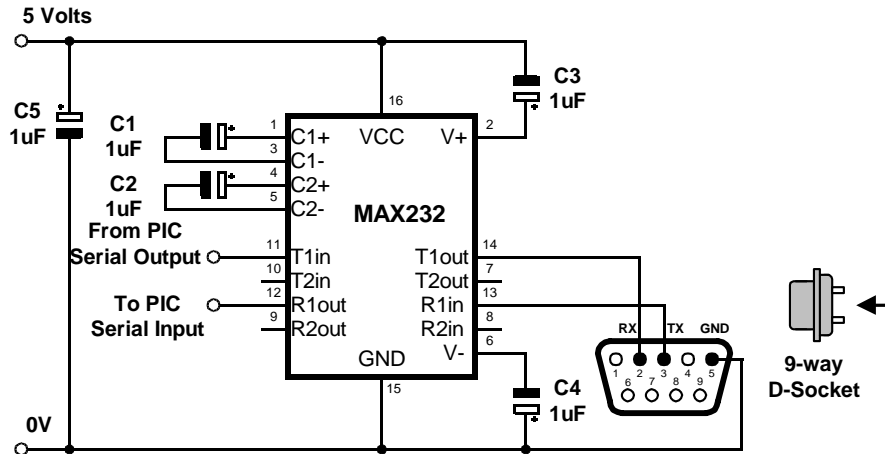 5 Volts
C5
1uF
C1
1uF
C2
1uF
C3
1uF
16
1
3
4
5
2
C1+
VCC
V+
C1-
C2+
C2-
MAX232
From PIC
Serial Output
11
T1in
T1out
14
10
T2in
T2out
7
To PIC
Serial Input
12
R1out
R1in
13
9
R2out
R2in
8
V-
6
GND
15
C4
1uF
RX TX GND
1 2 3 4 5
6 7 8 9
9-way
D-Socket
0V
+
+
+
+
+